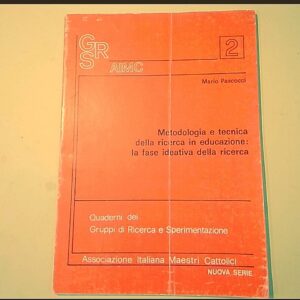 GRS
AIMC
2
Mario Pascocci
Metodologia e tecnica
della ricerca in educazione:
la fase ideativa della ricerca
Quaderni dei
Gruppi di Ricerca e Sperimentazione
Associazione Italiana Maestri Cattolici
NUOVA SERIE